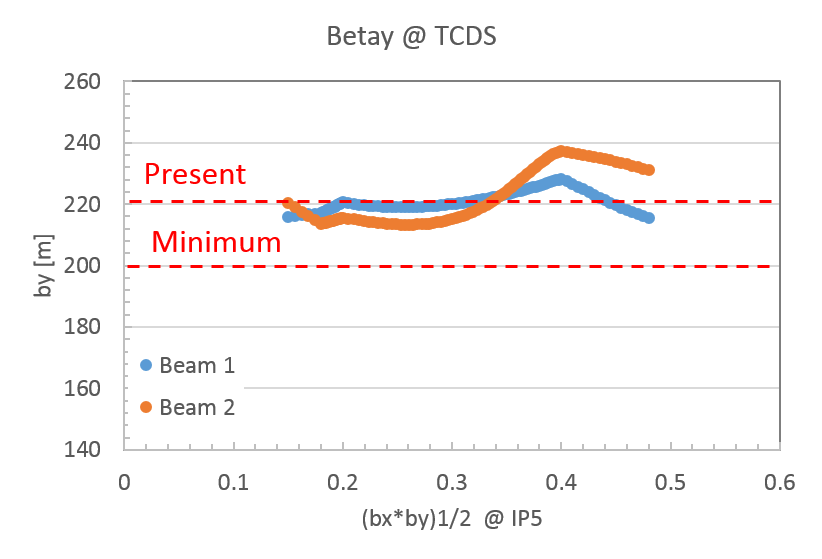 Betay @ TCDS
260
240
220
200
220
160
140
Present
Minimum
by [m]
Beam 1
Beam 2
0
0.1
0.2
0.3
0.4
0.5
0.6
(bx*by)1/2 @ IP5